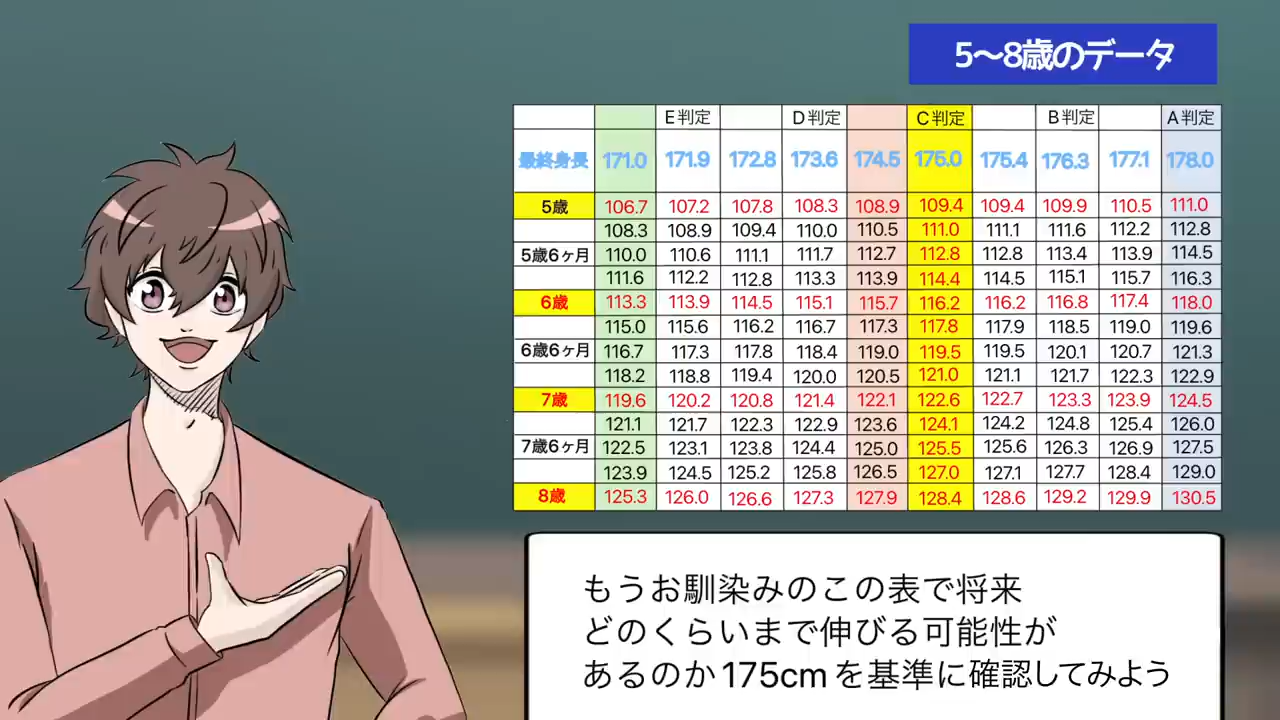 5〜8歳のデータ
E判定 D判定 C判定 B判定 A判定
最終身長 171.0 171.9 172.8 173.6 174.5 175.0 175.4 176.3 177.1 178.0
5歳 106.7 107.2 107.8 108.3 108.9 109.4 109.4 109.9 110.5 111.0
108.3 108.9 109.4 110.0 110.5 111.0 111.1 111.6 112.2 112.8
5歳6ヶ月 110.0 110.6 111.1 111.7 112.7 112.8 112.8 113.4 113.9 114.5
111.6 112.2 112.8 113.3 113.9 114.4 114.5 115.1 115.7 116.3
6歳 113.3 113.9 114.5 115.1 115.7 116.2 116.2 116.8 117.4 118.0
115.0 115.6 116.2 116.7 117.3 117.8 117.9 118.5 119.0 119.6
6歳6ヶ月 116.7 117.3 117.8 118.4 119.0 119.5 119.5 120.1 120.7 121.3
118.2 118.8 119.4 120.0 120.5 121.0 121.1 121.7 122.3 122.9
7歳 119.6 120.2 120.8 121.4 122.1 122.6 122.7 123.3 123.9 124.5
121.1 121.7 122.3 122.9 123.6 124.1 124.2 124.8 125.4 126.0
7歳6ヶ月 122.5 123.1 123.8 124.4 125.0 125.5 125.6 126.3 126.9 127.5
123.9 124.5 125.2 125.8 126.5 127.0 127.1 127.7 128.4 129.0
8歳 125.3 126.0 126.6 127.3 127.9 128.4 128.6 129.2 129.9 130.5
もうお馴染みのこの表で将来
どのくらいまで伸びる可能性が
あるのか175cmを基準に確認してみよう